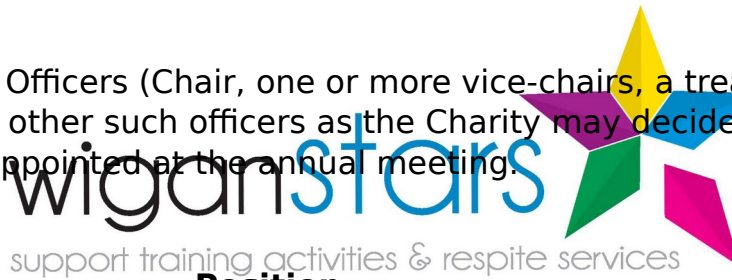 Officers (Chair, one or more vice-chairs, a trea
other such officers as the Charity may decide
ppointed at the annual meeting.
wiganstars
support training activities & respite services
Position